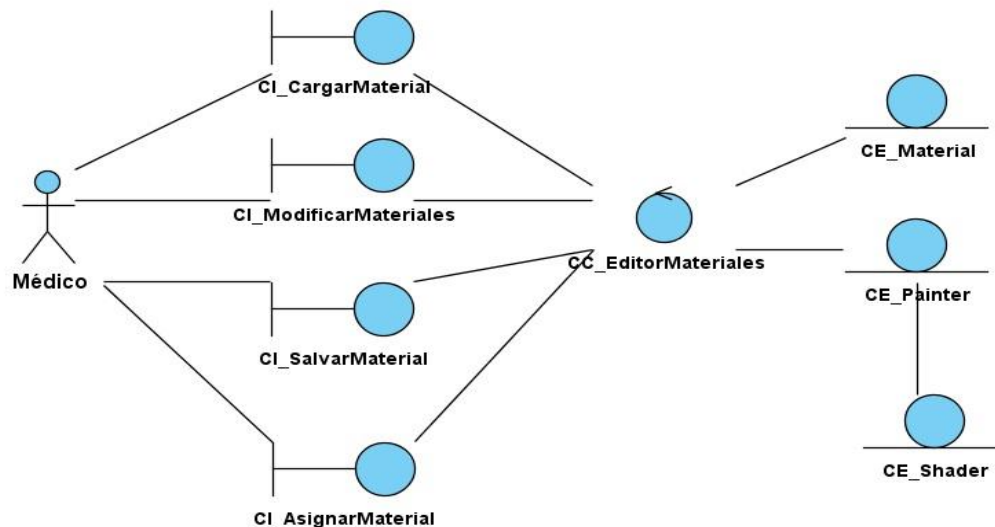 CI_CargarMaterial
CI_ModificarMateriales
Médico
CI_SalvarMaterial
CI_AsignarMaterial
CC_EditorMateriales
CE_Material
CE_Painter
CE_Shader